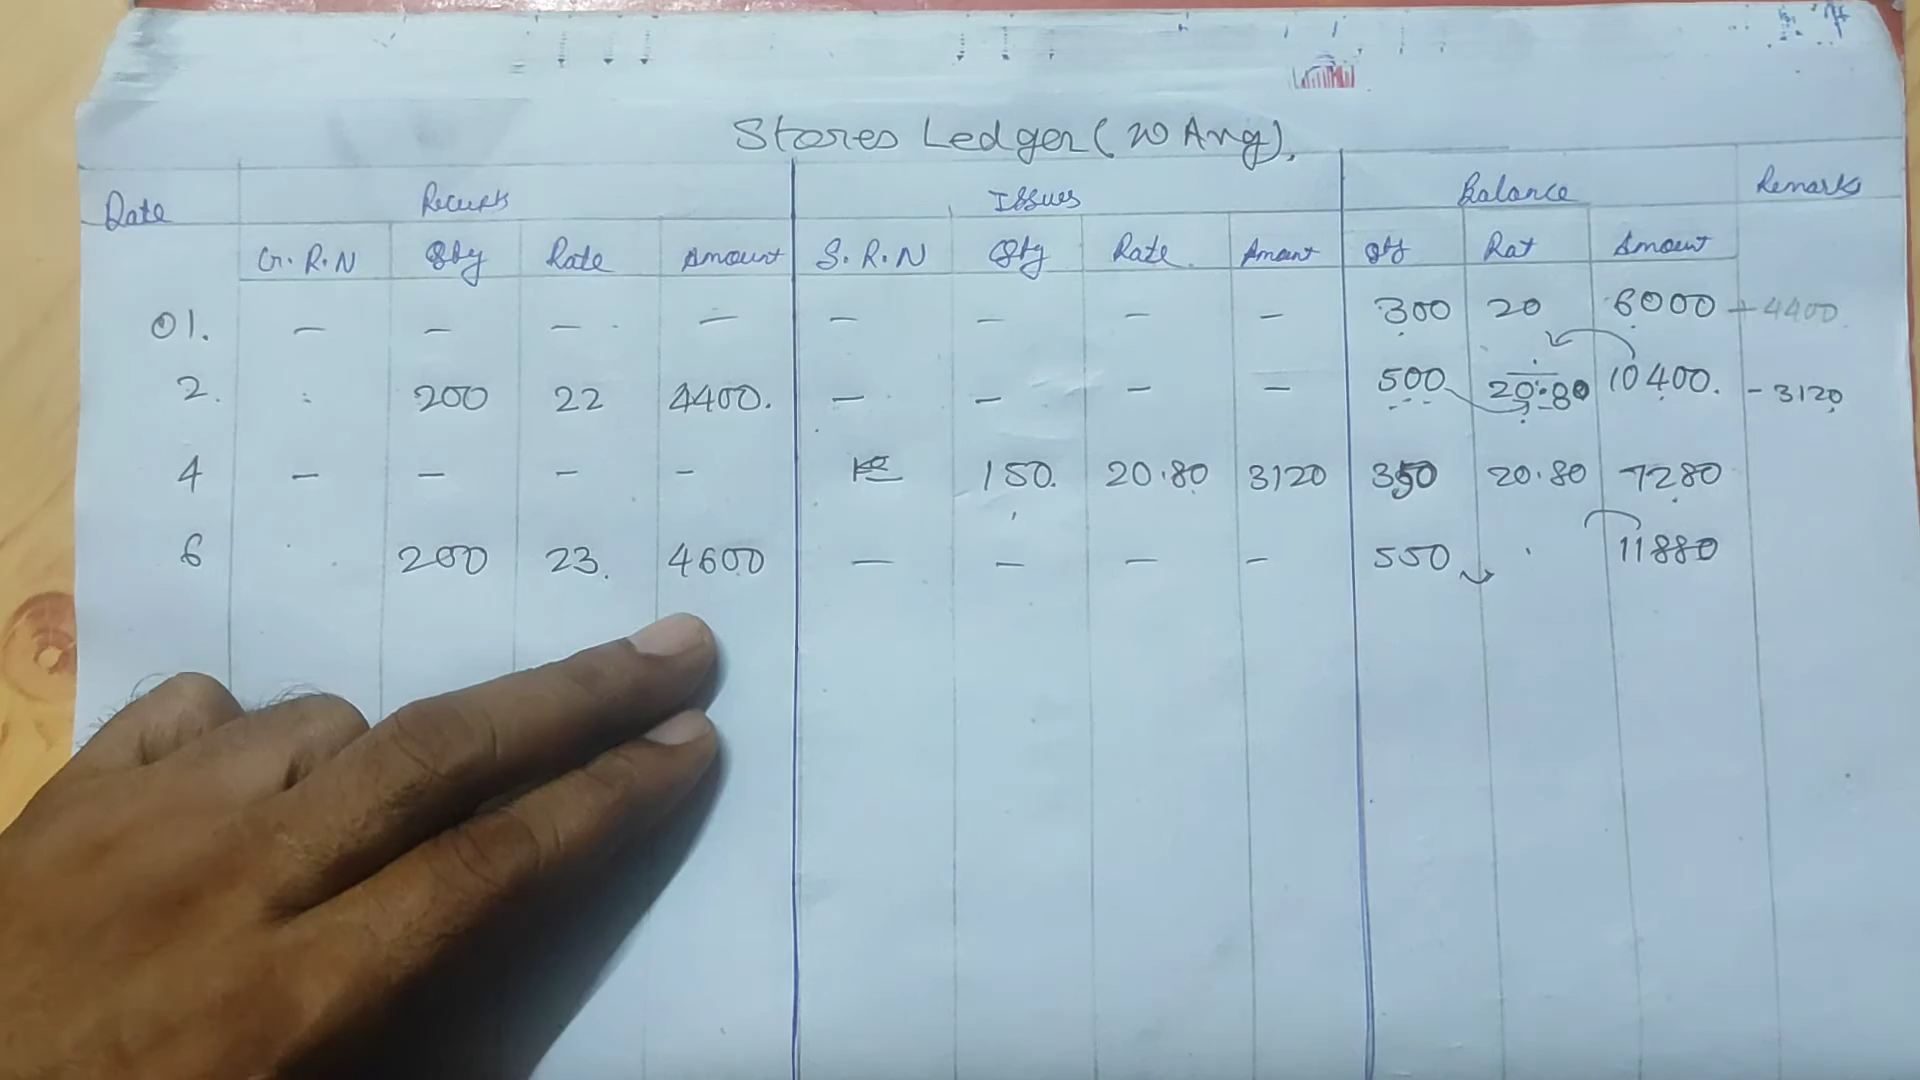 Stores Ledger (W Avg).
Date Receipts Issues Balance Remarks
G.R.N Qty Rate Amount S.R.N Qty Rate Amount Qty Rat Amount
01. - - - - - - - - 300 20 6000 + 4400
2. 200 22 4400. - - - - 500 20.80 10400. - 3120
4 - - - - 150. 20.80 3120 350 20.80 7280
6 200 23. 4600 - - - - 550 11880